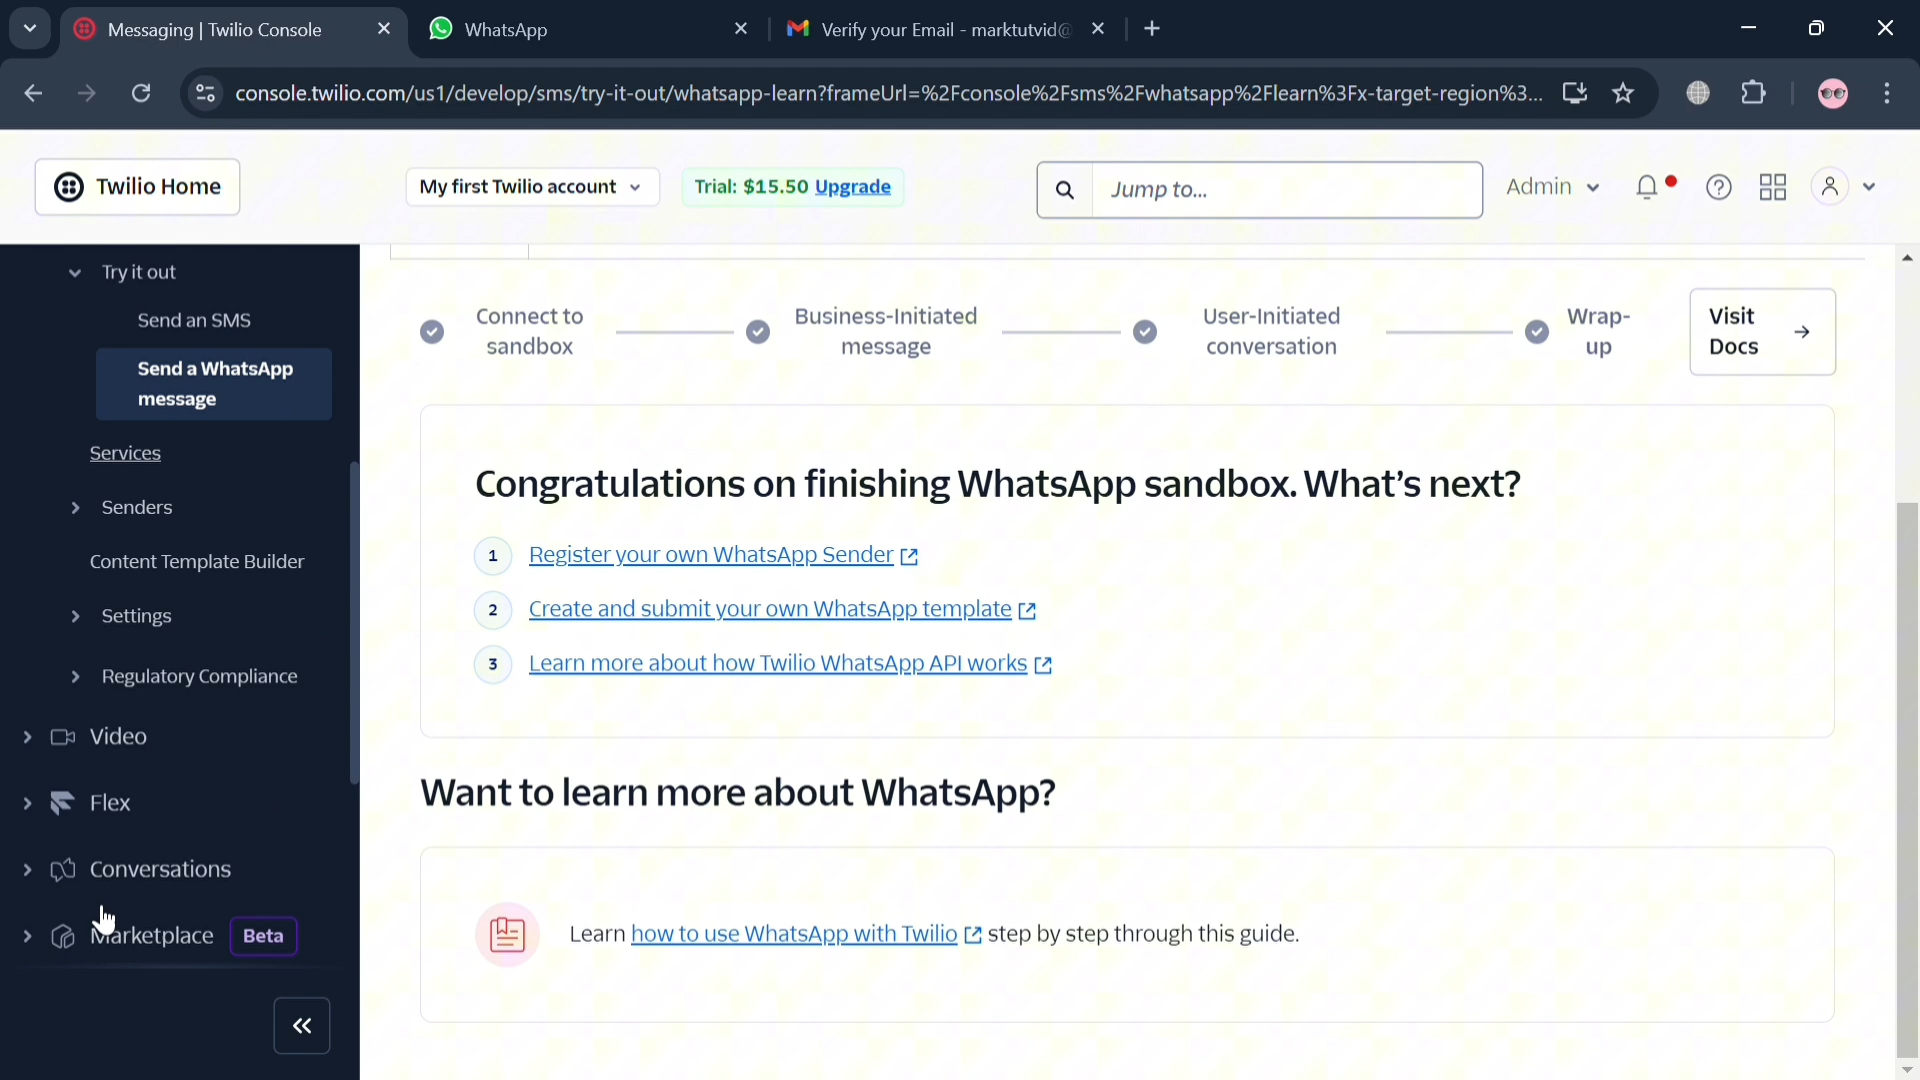 Messaging | Twilio Console
WhatsApp
Verify your Email - marktutvid@
console.twilio.com/us1/develop/sms/try-it-out/whatsapp-learn?frameUrl=%2Fconsole%2Fsms%2Fwhatsapp%2Flearn%3Fx-target-region%3...
Twilio Home
My first Twilio account
Trial: $15.50 Upgrade
Jump to...
Admin
Try it out
Send an SMS
Send a WhatsApp
message
Services
Senders
Content Template Builder
Settings
Regulatory Compliance
Video
Flex
Conversations
Marketplace Beta
Connect to
sandbox
Business-Initiated
message
User-Initiated
conversation
Wrap-
up
Visit
Docs
Congratulations on finishing WhatsApp sandbox. What's next?
1 Register your own WhatsApp Sender
2 Create and submit your own WhatsApp template
3 Learn more about how Twilio WhatsApp API works
Want to learn more about WhatsApp?
Learn how to use WhatsApp with Twilio step by step through this guide.